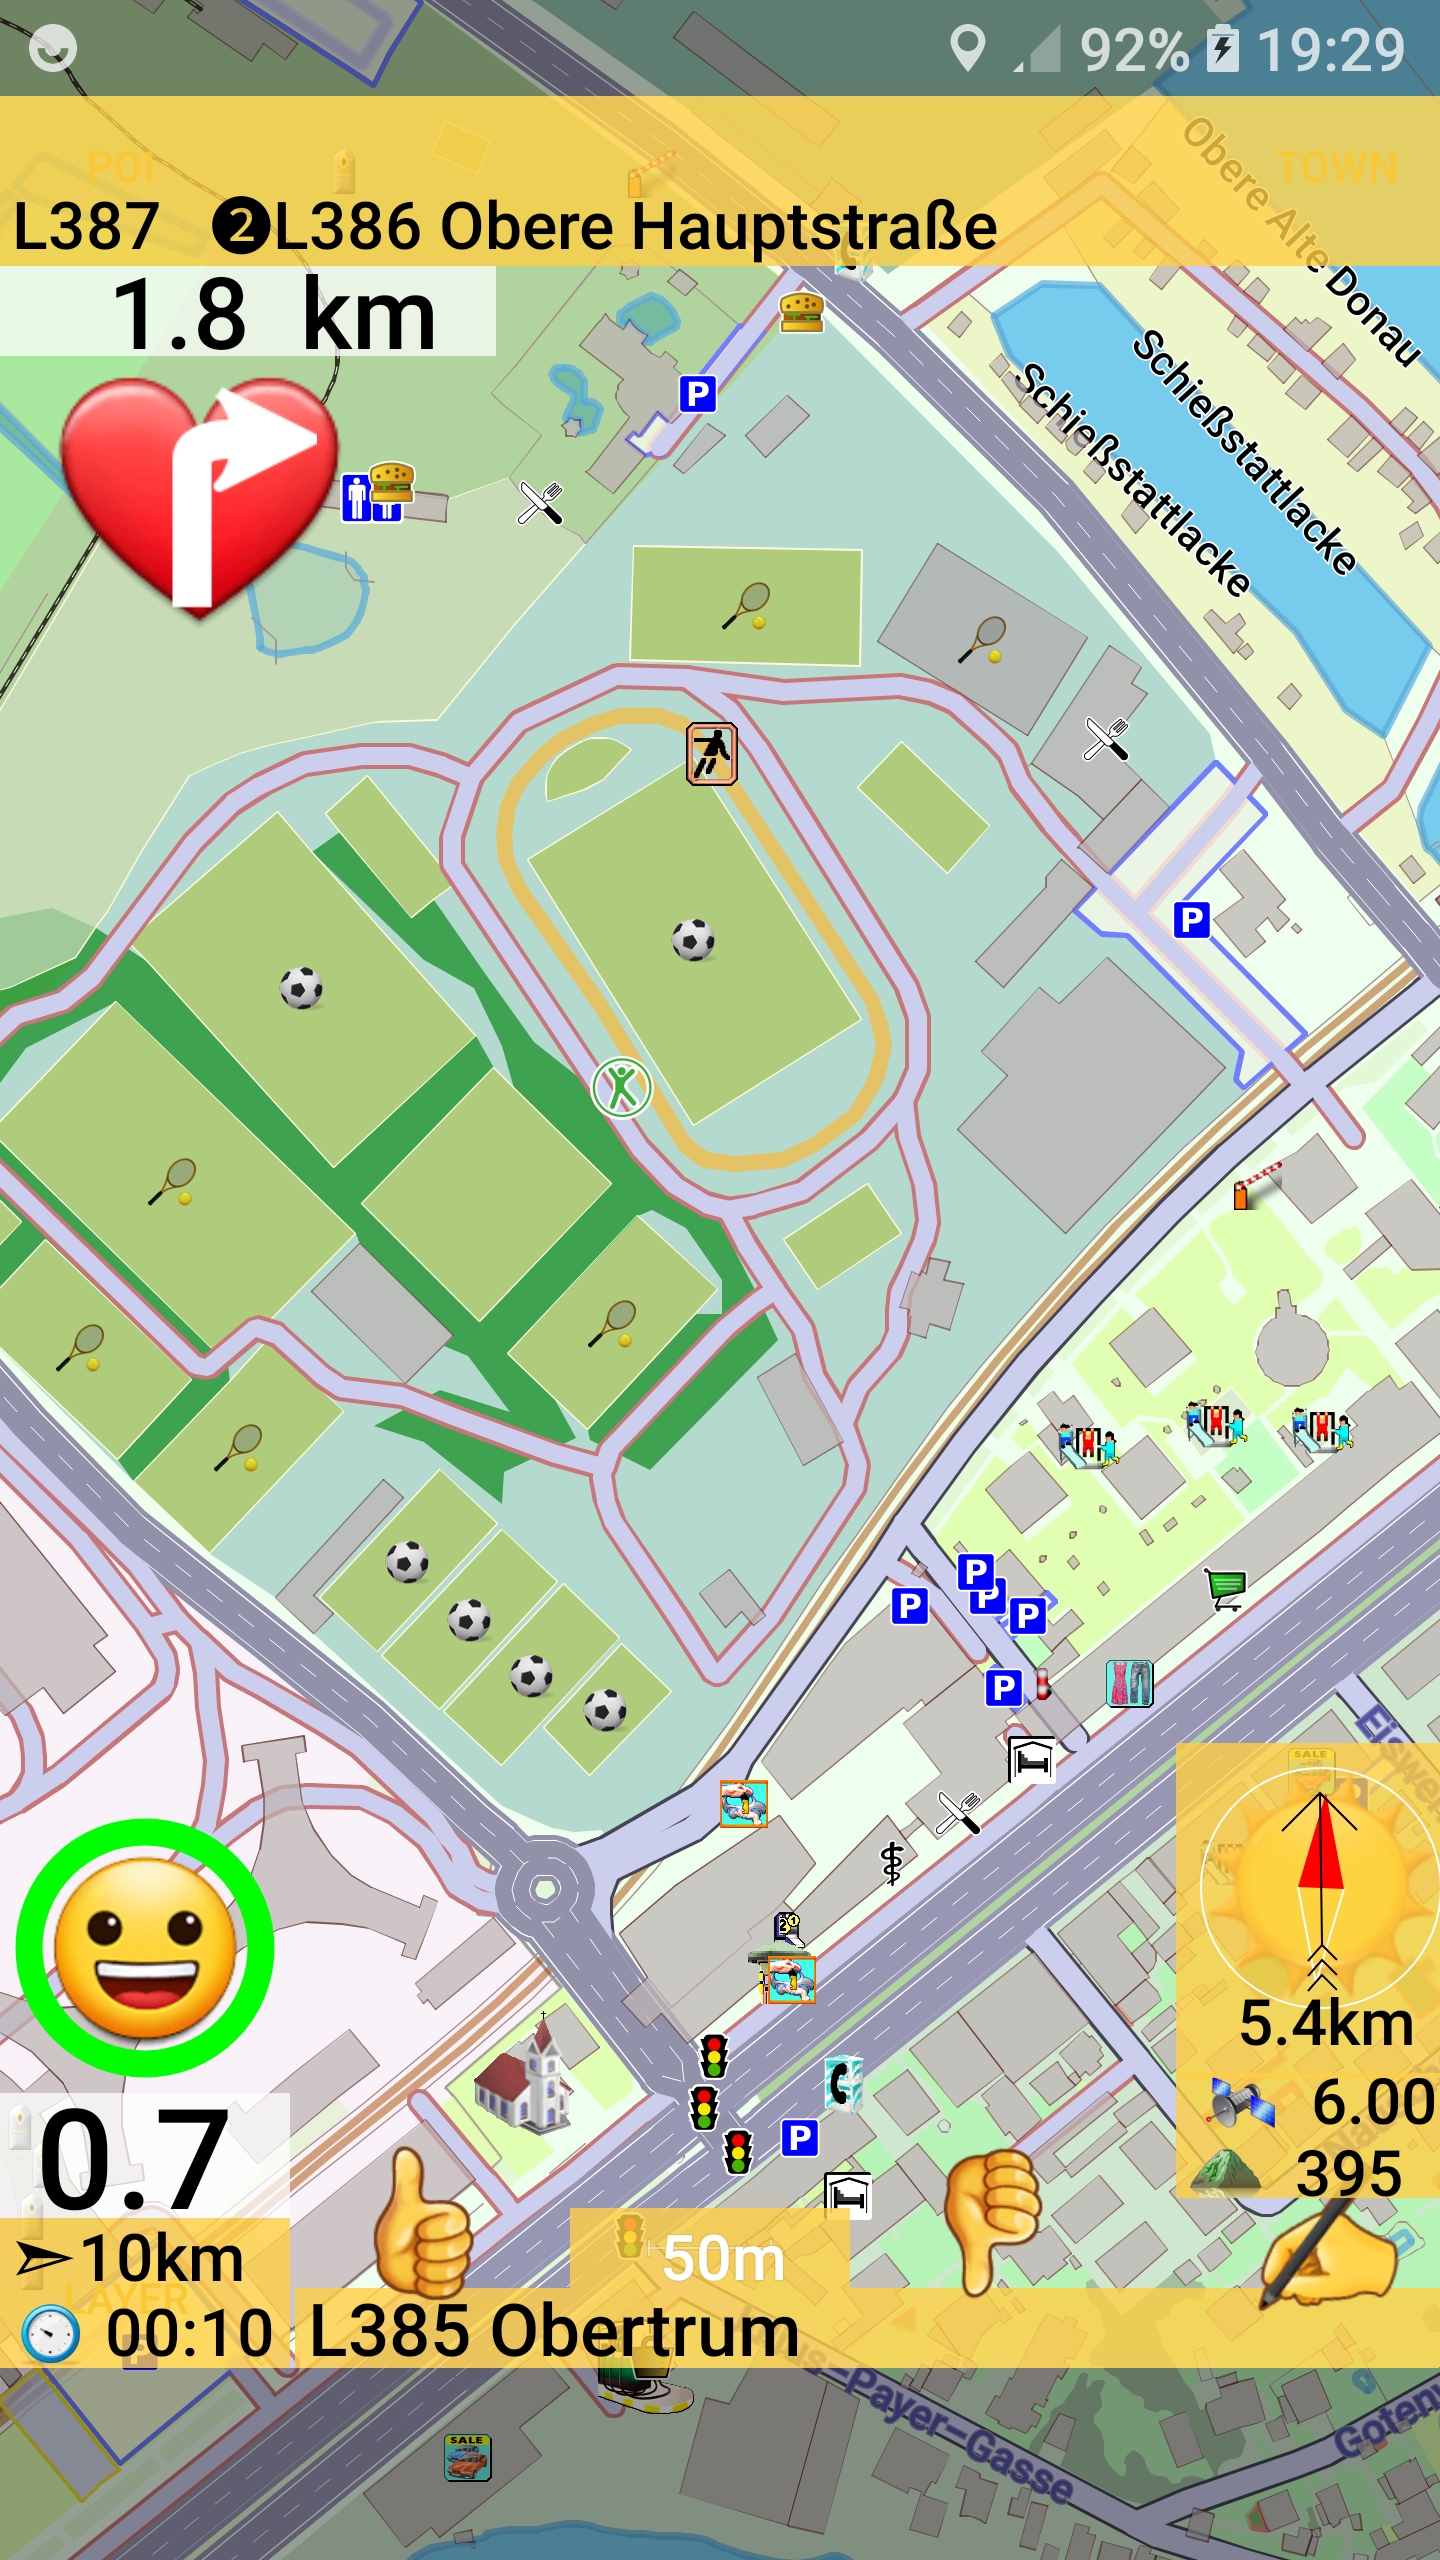 92% 19:29
POI
TOWN
L387 ❷L386 Obere Hauptstraße
1.8 km
Obere Alte Donau
Schießstattlacke
Schießstattlacke
P
P
P
P
P
P
P
SALE
5.4km
6.00
395
0.7
P
10km
50m
LAYER
00:10
L385 Obertrum
-Payer-Gasse
SALE